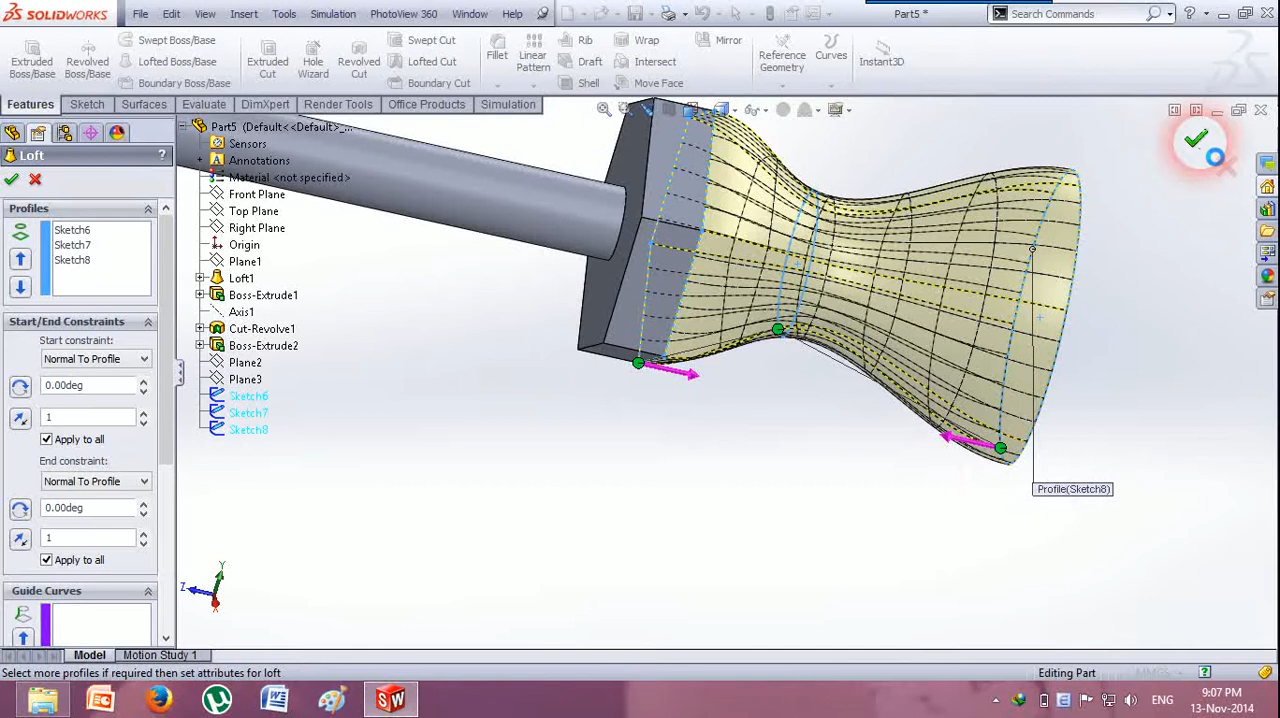 SOLIDWORKS File Edit View Insert Tools Simulation PhotoView 360 Window Help Part5 * Search Commands
Extruded Boss/Base
Revolved Boss/Base
Swept Boss/Base
Lofted Boss/Base
Boundary Boss/Base
Extruded Cut
Hole Wizard
Revolved Cut
Swept Cut
Lofted Cut
Boundary Cut
Fillet
Linear Pattern
Rib
Draft
Shell
Wrap
Intersect
Move Face
Mirror
Reference Geometry
Curves
Instant3D
Features Sketch Surfaces Evaluate DimXpert Render Tools Office Products Simulation
Loft ?
Profiles
Sketch6
Sketch7
Sketch8
Start/End Constraints
Start constraint:
Normal To Profile
0.00deg
1
Apply to all
End constraint:
Normal To Profile
0.00deg
1
Apply to all
Guide Curves
Part5 (Default<<Default>_...
Sensors
Annotations
Material <not specified>
Front Plane
Top Plane
Right Plane
Origin
Plane1
Loft1
Boss-Extrude1
Axis1
Cut-Revolve1
Boss-Extrude2
Plane2
Plane3
Sketch6
Sketch7
Sketch8
Profile(Sketch8)
Y
Z
X
Model Motion Study 1
Select more profiles if required then set attributes for loft Editing Part MMGS
ENG 9:07 PM
13-Nov-2014